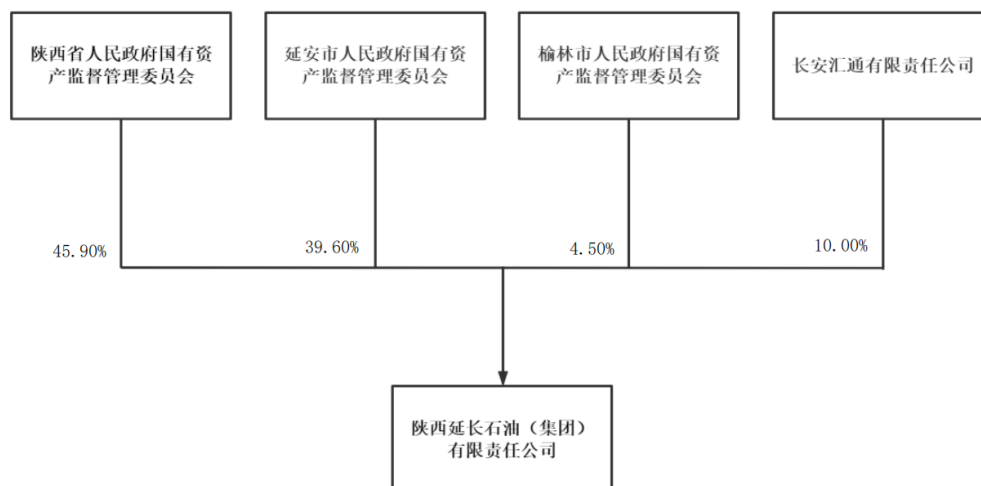 陕西省人民政府国有资
产监督管理委员会
延安市人民政府国有资
产监督管理委员会
榆林市人民政府国有资
产监督管理委员会
长安汇通有限责任公司
45.90%
39.60%
4.50%
10.00%
陕西延长石油（集团）
有限责任公司